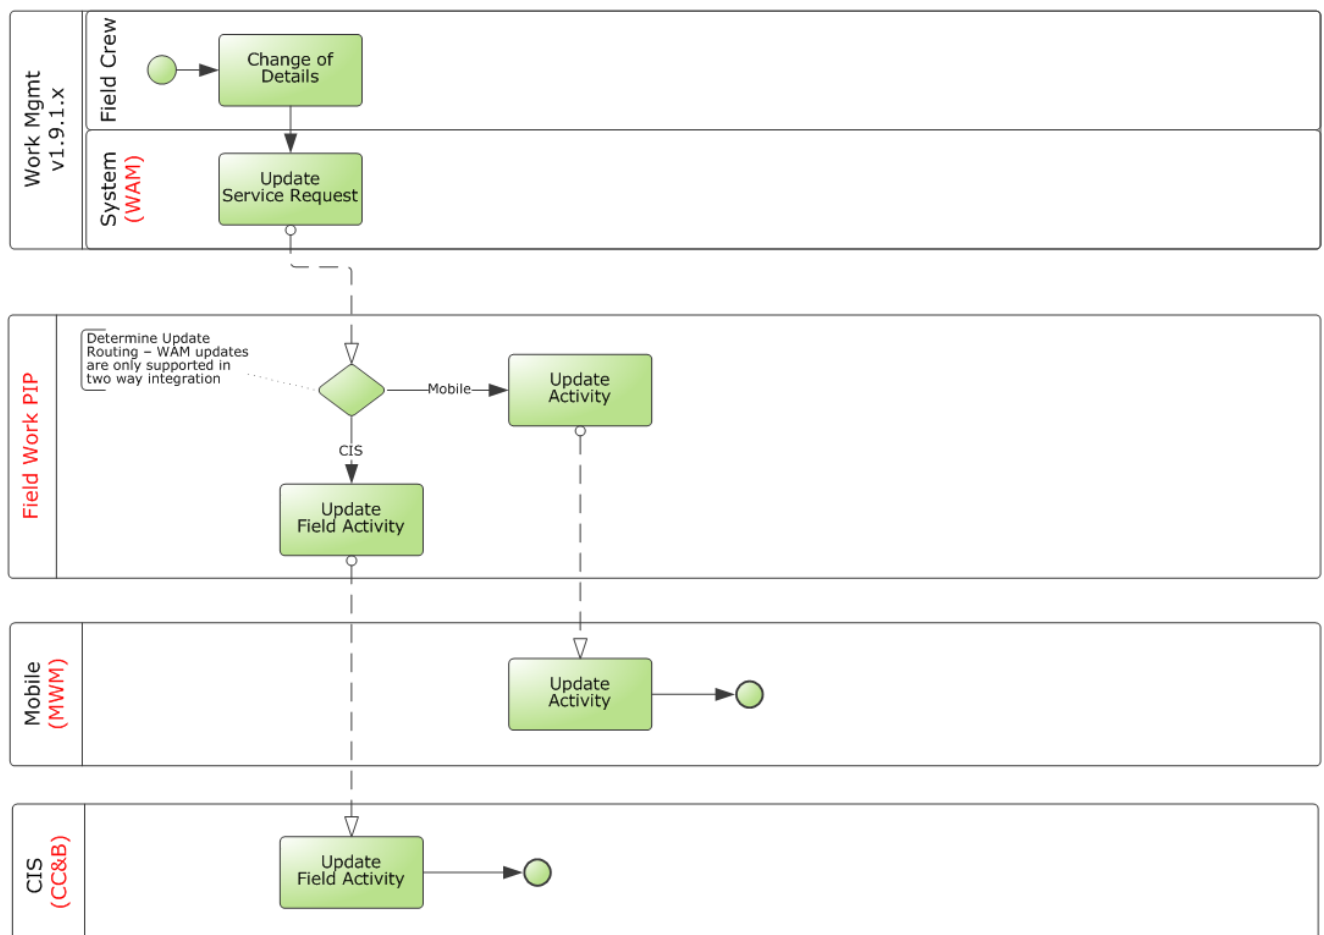 Work Mgmt
v1.9.1.x
Field Crew
Change of
Details
System
(WAM)
Update
Service Request
Field Work PIP
Determine Update
Routing – WAM updates
are only supported in
two way integration
Mobile
Update
Activity
CIS
Update
Field Activity
Mobile
(MWM)
Update
Activity
CIS
(CC&B)
Update
Field Activity